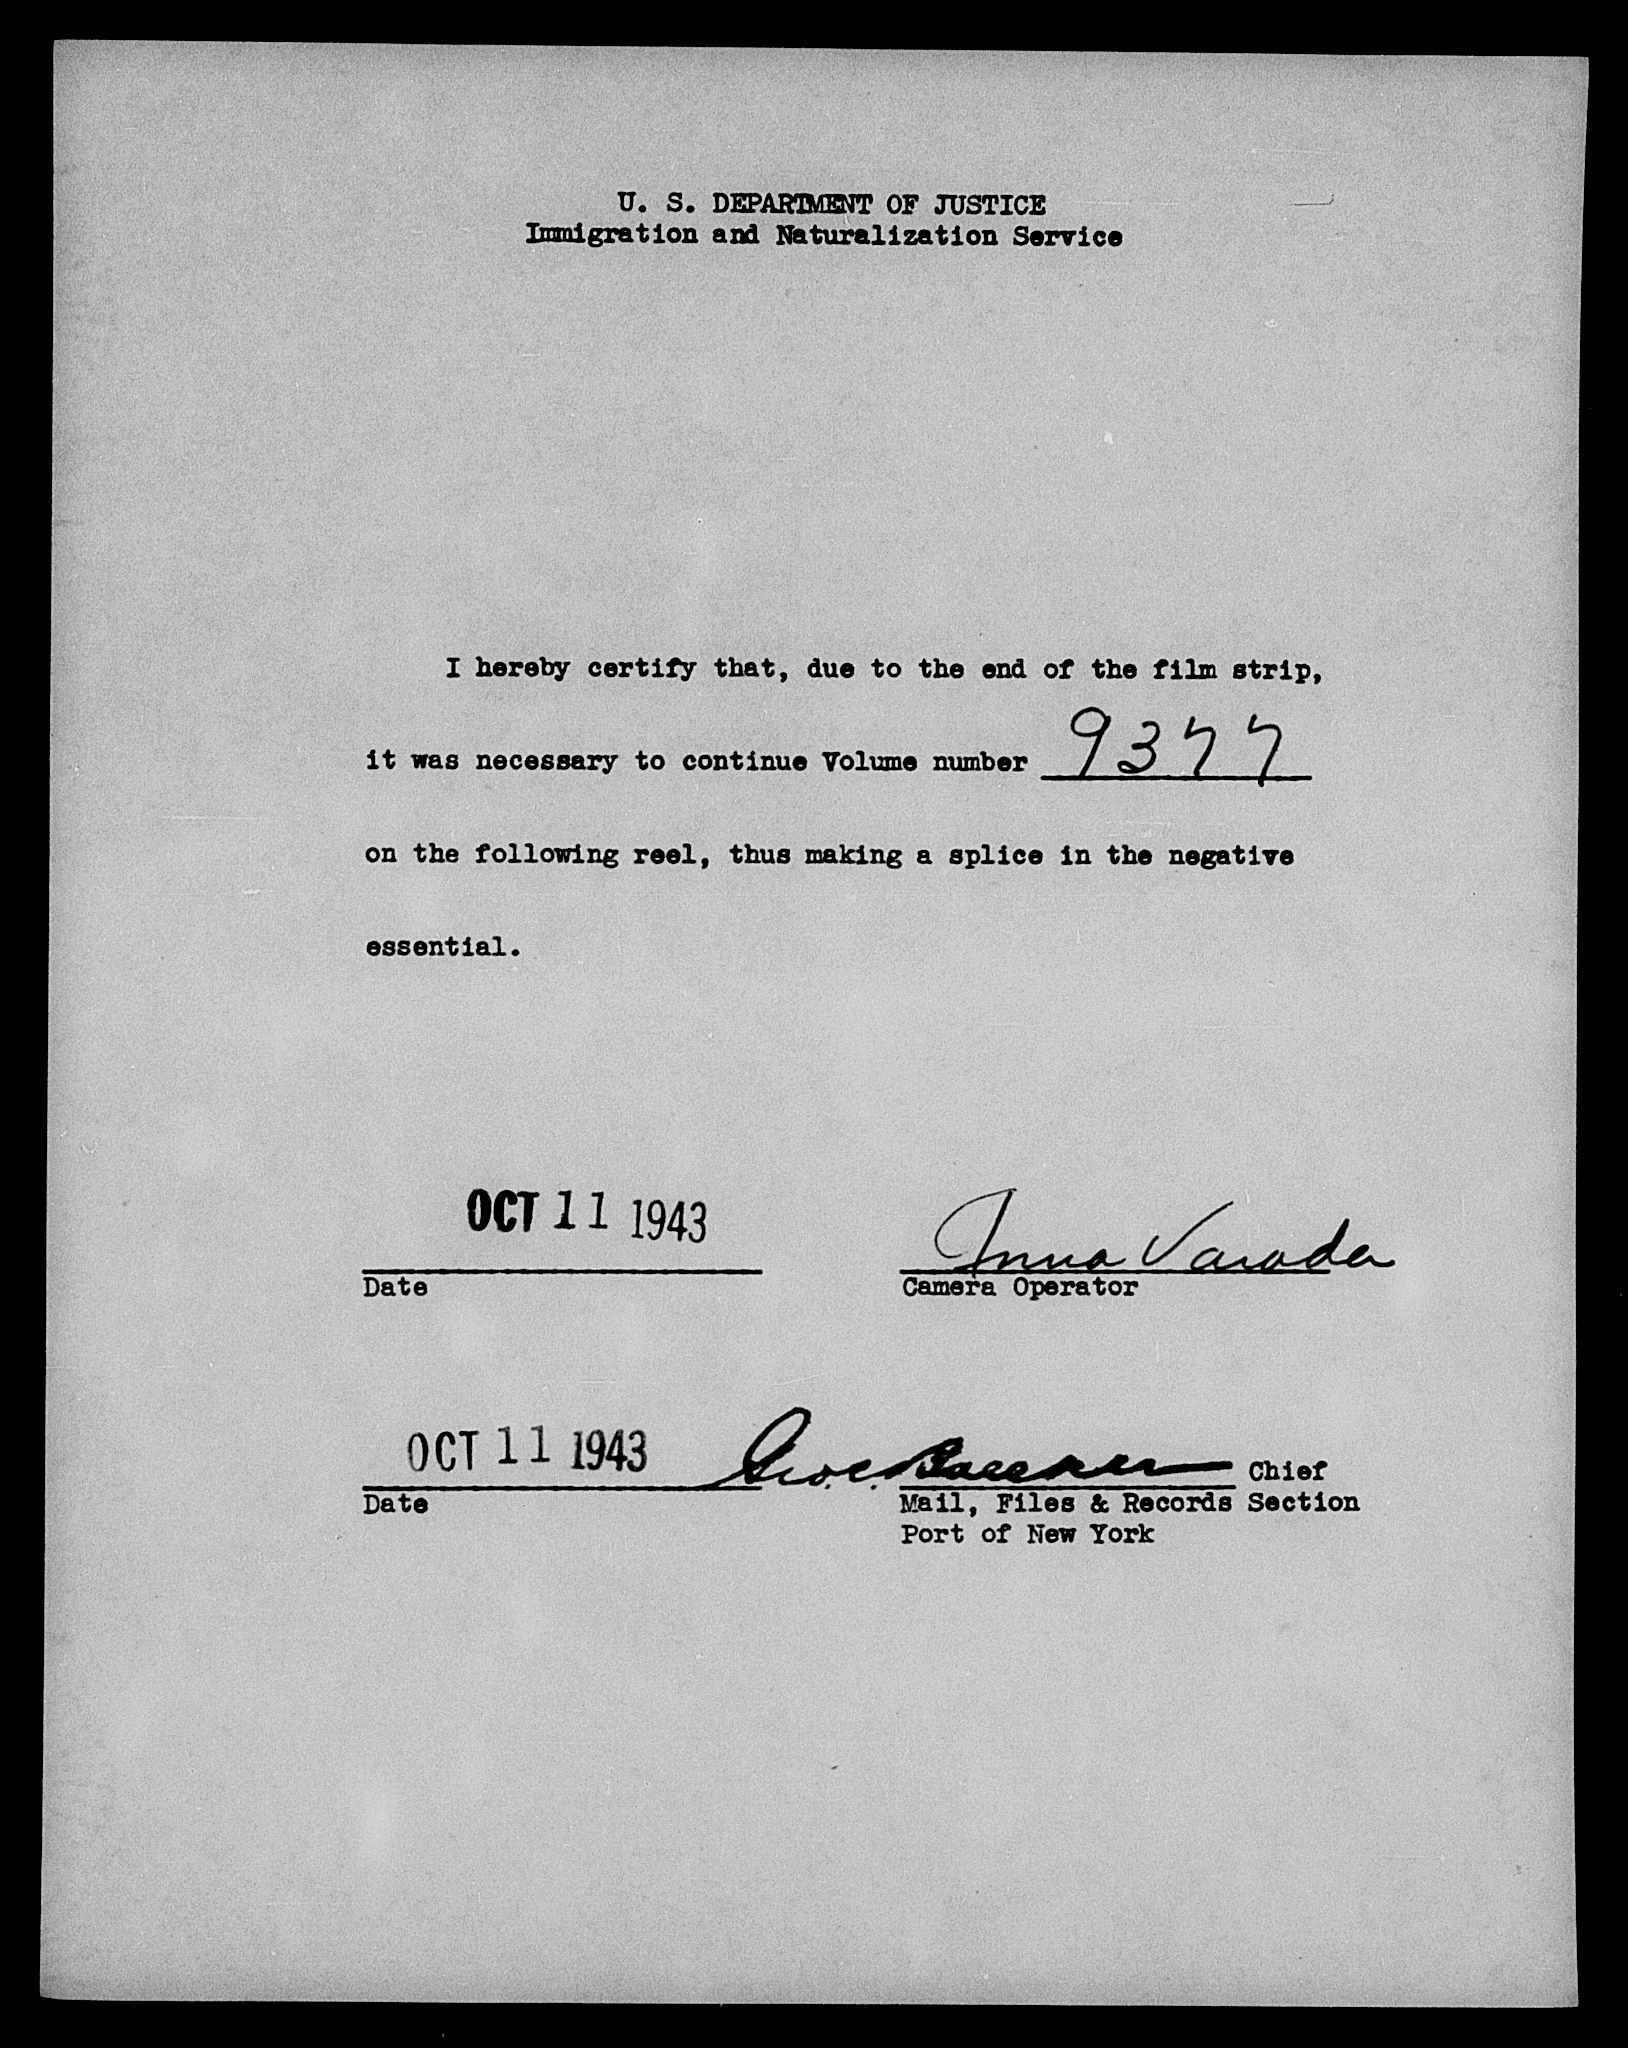 U. S. DEPARTMENT OF JUSTICE
Immigration and Naturalization Service
I hereby certify that, due to the end of the film strip,
it was necessary to continue Volume number 9377
on the following reel, thus making a splice in the negative
essential.
OCT 11 1943
Date
Camera Operator
OCT 11 1943
Chief
Date
Mail, Files & Records Section
Port of New York